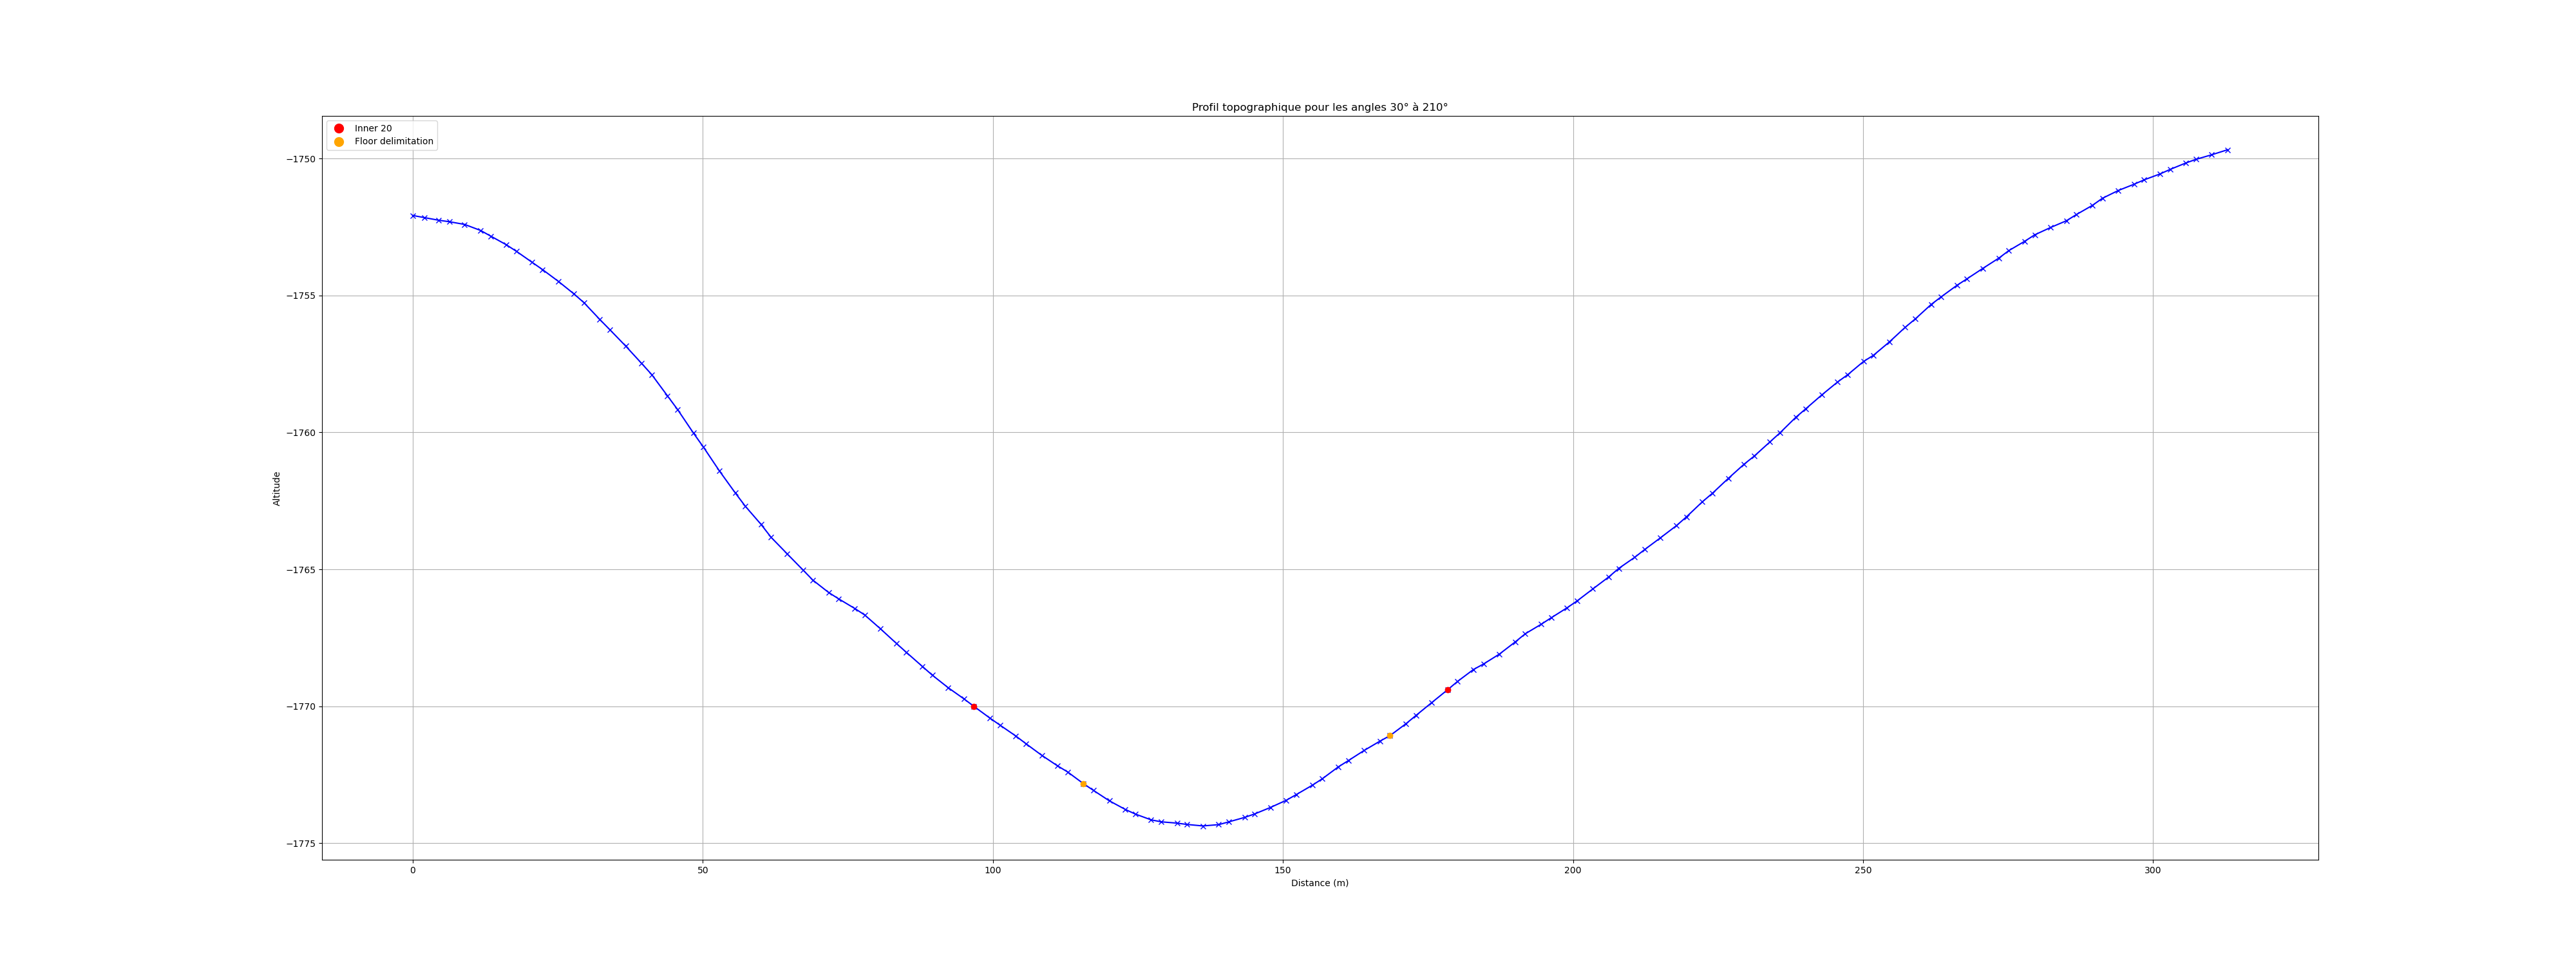 Profil topographique pour les angles 30° à 210°
Inner 20
Floor delimitation
−1750
−1755
−1760
−1765
−1770
−1775
Altitude
0 50 100 150 200 250 300
Distance (m)